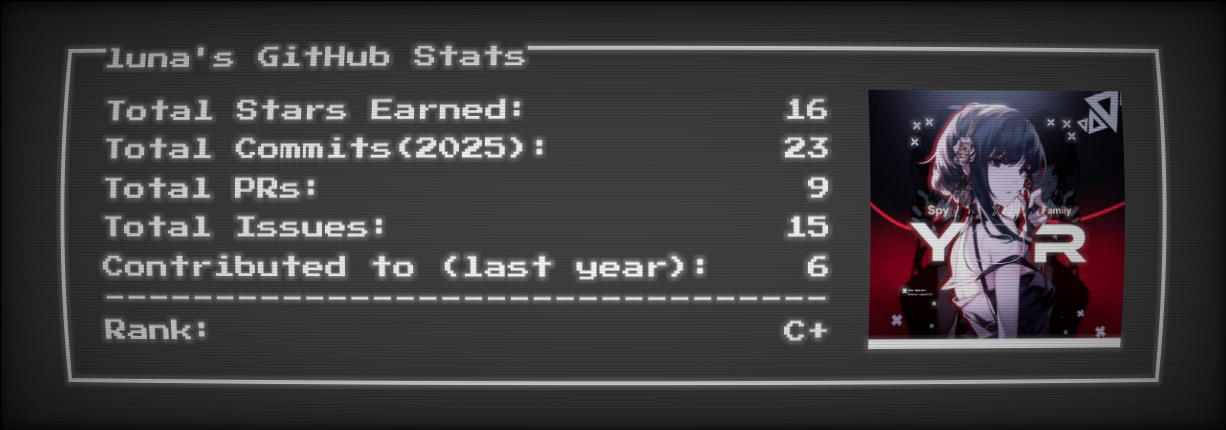 luna's GitHub Stats
Total Stars Earned: 16
Total Commits(2025): 23
Total PRs: 9
Total Issues: 15
Contributed to (last year): 6
Rank: C+
Spy Family
Y R